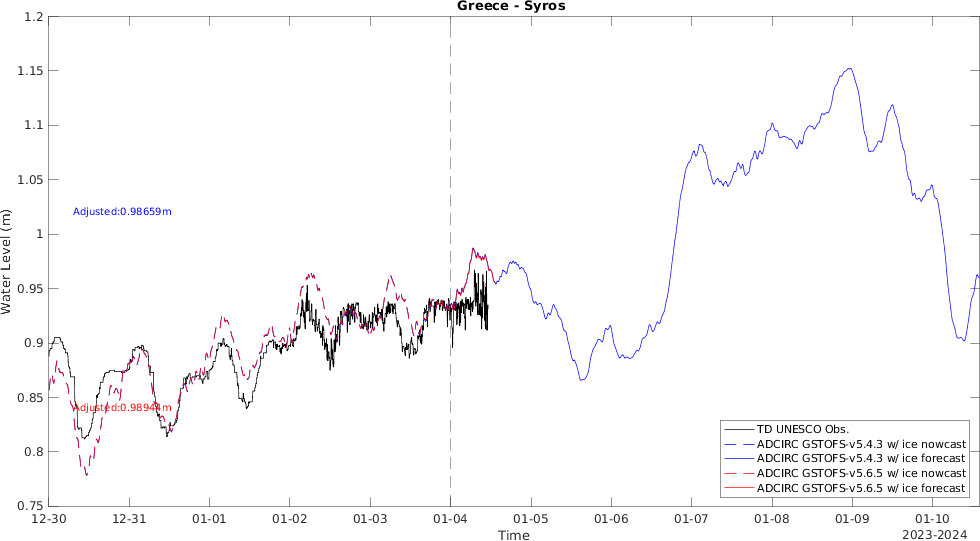 Greece - Syros
1.2
1.15
1.1
1.05
1
0.95
0.9
0.85
0.8
0.75
Water Level (m)
Adjusted:0.98659m
Adjusted:0.98944m
TD UNESCO Obs.
ADCIRC GSTOFS-v5.4.3 w/ ice nowcast
ADCIRC GSTOFS-v5.4.3 w/ ice forecast
ADCIRC GSTOFS-v5.6.5 w/ ice nowcast
ADCIRC GSTOFS-v5.6.5 w/ ice forecast
12-30 12-31 01-01 01-02 01-03 01-04 01-05 01-06 01-07 01-08 01-09 01-10
Time
2023-2024